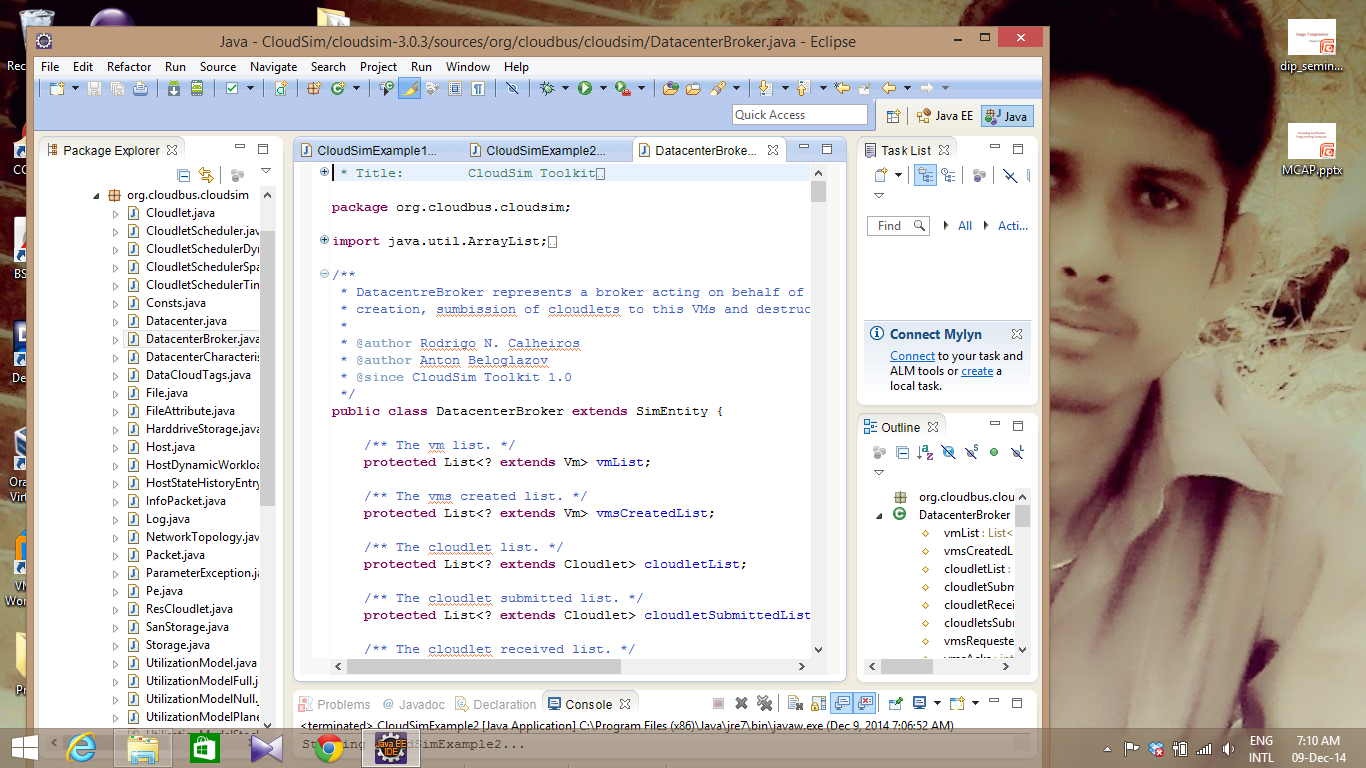 Java - CloudSim/cloudsim-3.0.3/sources/org/cloudbus/cloudsim/DatacenterBroker.java - Eclipse
File Edit Refactor Run Source Navigate Search Project Run Window Help
Quick Access
Java EE
Java
Package Explorer
org.cloudbus.cloudsim
Cloudlet.java
CloudletScheduler.jav
CloudletSchedulerDyn
CloudletSchedulerSpa
CloudletSchedulerTin
Consts.java
Datacenter.java
DatacenterBroker.java
DatacenterCharacteris
DataCloudTags.java
File.java
FileAttribute.java
HarddriveStorage.java
Host.java
HostDynamicWorkloa
HostStateHistoryEntry
InfoPacket.java
Log.java
NetworkTopology.jav
Packet.java
ParameterException.ja
Pe.java
ResCloudlet.java
SanStorage.java
Storage.java
UtilizationModel.java
UtilizationModelFull.j
UtilizationModelNull.
UtilizationModelPlane
CloudSimExample1...
CloudSimExample2...
DatacenterBroke...
* Title: CloudSim Toolkit
package org.cloudbus.cloudsim;
import java.util.ArrayList;
/**
* DatacentreBroker represents a broker acting on behalf of
* creation, sumbission of cloudlets to this VMs and destruc
*
* @author Rodrigo N. Calheiros
* @author Anton Beloglazov
* @since CloudSim Toolkit 1.0
*/
public class DatacenterBroker extends SimEntity {
/** The vm list. */
protected List<? extends Vm> vmList;
/** The vms created list. */
protected List<? extends Vm> vmsCreatedList;
/** The cloudlet list. */
protected List<? extends Cloudlet> cloudletList;
/** The cloudlet submitted list. */
protected List<? extends Cloudlet> cloudletSubmittedList
/** The cloudlet received list. */
Task List
Find
All
Acti...
Connect Mylyn
Connect to your task and
ALM tools or create a
local task.
Outline
org.cloudbus.clou
DatacenterBroker
vmList : List<
vmsCreatedL
cloudletList :
cloudletSubm
cloudletRecei
cloudletsSubn
vmsRequeste
Problems
@ Javadoc
Declaration
Console
<terminated> CloudSimExample2 [Java Application] C:\Program Files (x86)\Java\jre7\bin\javaw.exe (Dec 9, 2014 7:06:52 AM)
Java EE
IDE
dip_semin...
MCAP.pptx
ENG
INTL
7:10 AM
09-Dec-14